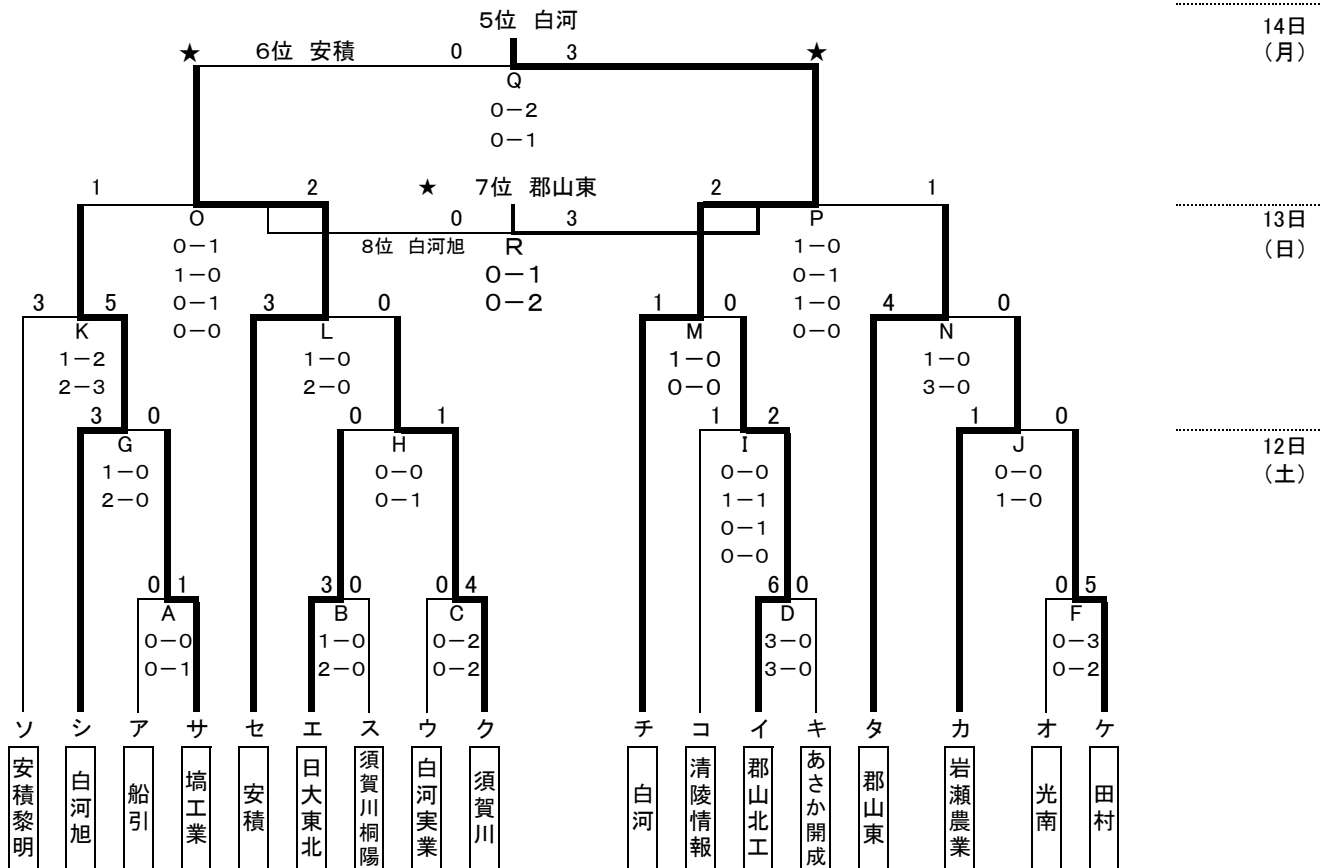 5位 白河
14日
（月）
★ 6位 安積 0 3 ★
Q
0－2
0－1
1 2 ★ 7位 郡山東 2 1
13日
（日）
O 0 3 P
8位 白河旭 R
0－1
1－0
0－1
0－0
0－1
0－2
1－0
0－1
1－0
0－0
3 5 3 0 1 0 4 0
K L M N
1－2 1－0 1－0 1－0
2－3 2－0 0－0 3－0
3 0 0 1 1 2 1 0
12日
（土）
G H I J
1－0 0－0 0－0 0－0
2－0 0－1 1－1 1－0
0－1
0－0
0 1 3 0 0 4 6 0 0 5
A B C D F
0－0 1－0 0－2 3－0 0－3
0－1 2－0 0－2 3－0 0－2
ソ シ ア サ セ エ ス ウ ク チ コ イ キ タ カ オ ケ
安積黎明
白河旭
船引
塙工業
安積
日大東北
須賀川桐陽
白河実業
須賀川
白河
清陵情報
郡山北工
あさか開成
郡山東
岩瀬農業
光南
田村